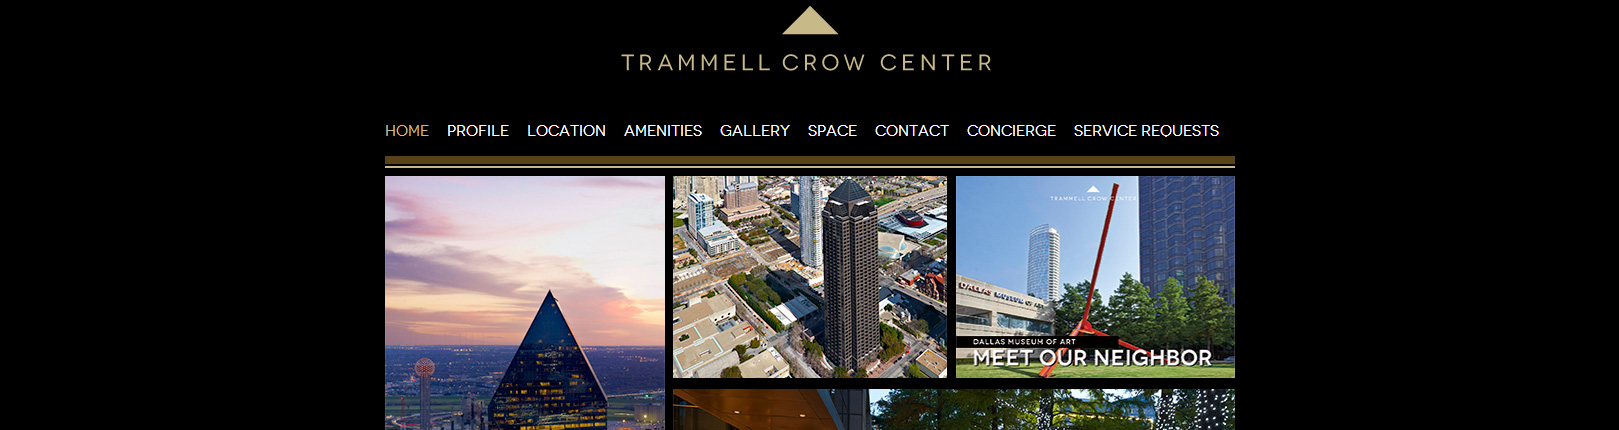 TRAMMELL CROW CENTER
HOME PROFILE LOCATION AMENITIES GALLERY SPACE CONTACT CONCIERGE SERVICE REQUESTS
TRAMMELL CROW CENTER
DALLAS MUSEUM OF ART
DALLAS MUSEUM OF ART
MEET OUR NEIGHBOR